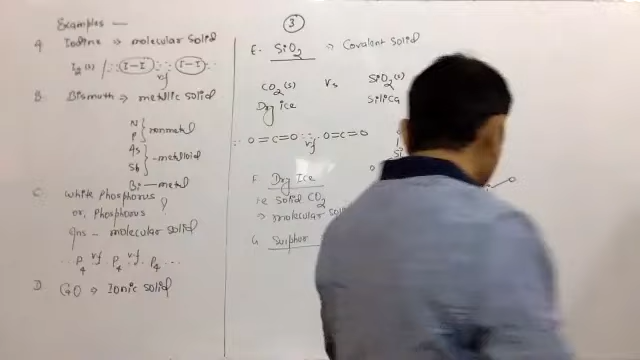 3
Examples —
A. Iodine ⇒ molecular solid
I₂(s) I–I vf I–I
B. Bismuth ⇒ metallic solid
N
P } nonmetal
As
Sb } – metalloid
Bi — metal
C. white Phosphorus
or, Phosphorus
Ans – molecular solid
... P₄ vf P₄ vf P₄ ...
D. ⇒ Ionic solid
E. SiO₂ ⇒ Covalent solid
CO₂(s) Vs SiO₂(s)
Dry ice Silica
O=C=O vf O=C=O
Si
O
F. Dry Ice
ie solid CO₂
⇒ molecular
G. Sulphur